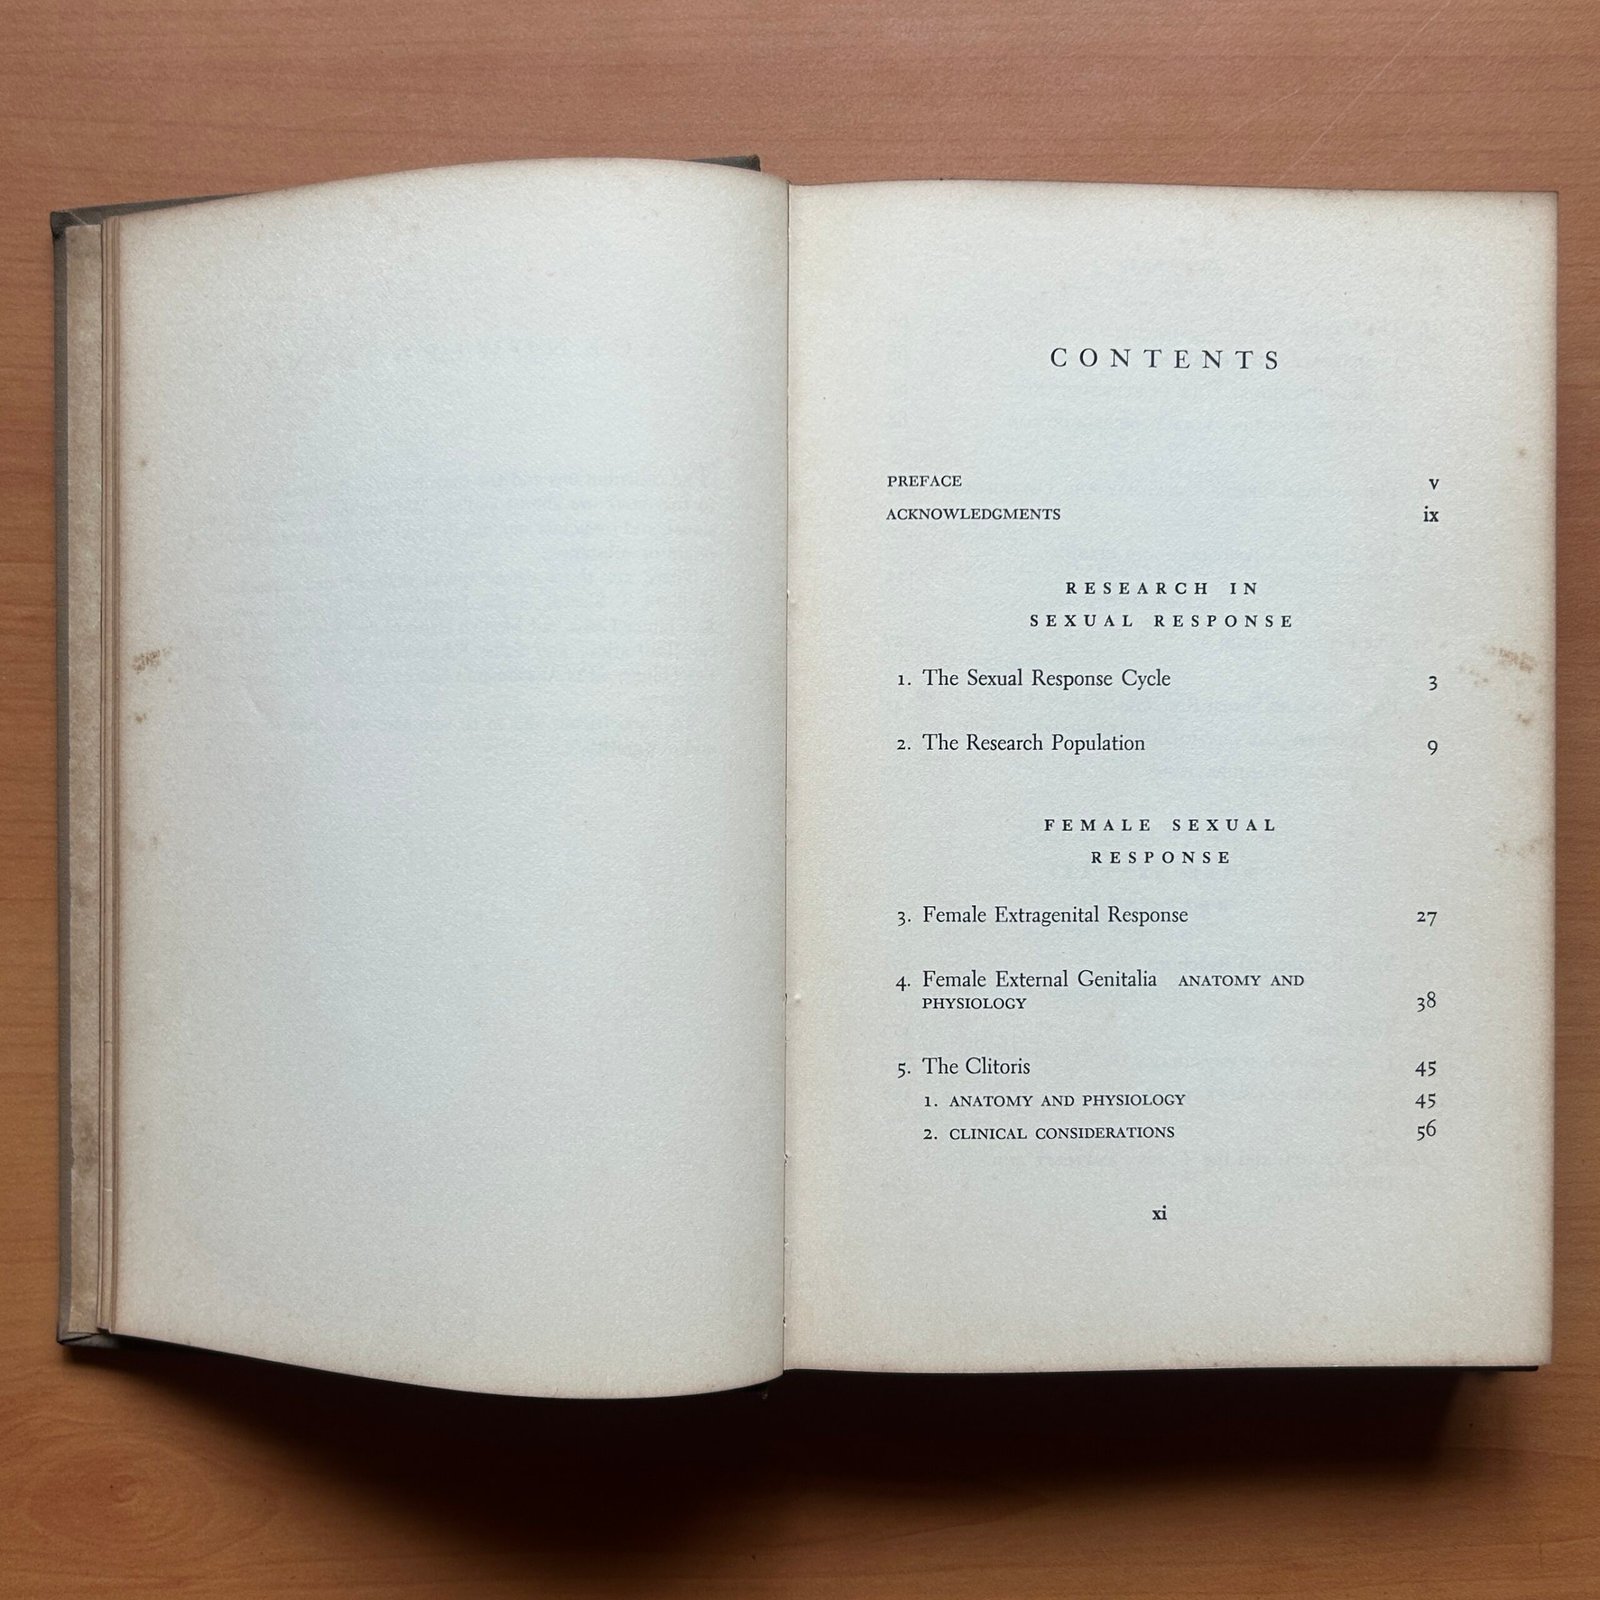 CONTENTS
PREFACE v
ACKNOWLEDGMENTS ix
RESEARCH IN
SEXUAL RESPONSE
1. The Sexual Response Cycle 3
2. The Research Population 9
FEMALE SEXUAL
RESPONSE
3. Female Extragenital Response 27
4. Female External Genitalia ANATOMY AND
PHYSIOLOGY 38
5. The Clitoris 45
1. ANATOMY AND PHYSIOLOGY 45
2. CLINICAL CONSIDERATIONS 56
xi